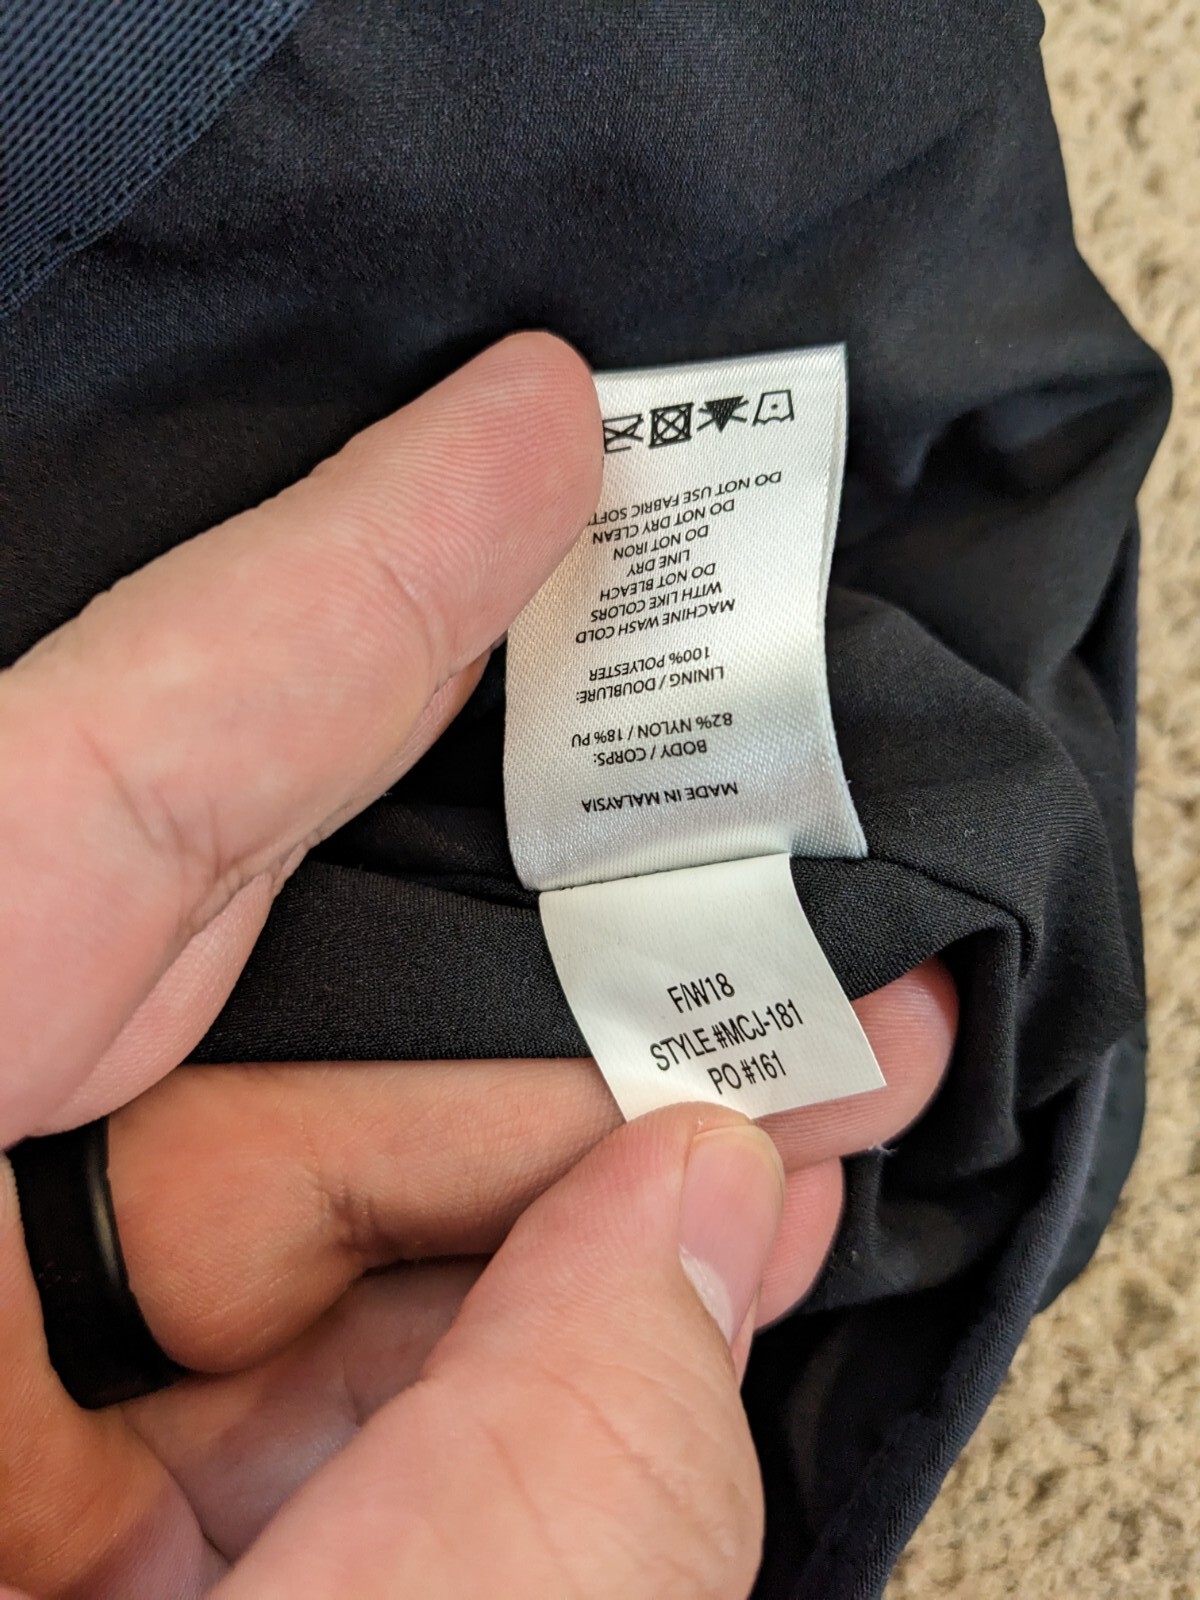 MADE IN MALAYSIA
BODY / CORPS:
82% NYLON / 18% PU
LINING / DOUBLURE:
100% POLYESTER
MACHINE WASH COLD
WITH LIKE COLORS
DO NOT BLEACH
LINE DRY
DO NOT IRON
DO NOT DRY CLEAN
DO NOT USE FABRIC SOFT
F/W18
STYLE #MCJ-181
PO #161